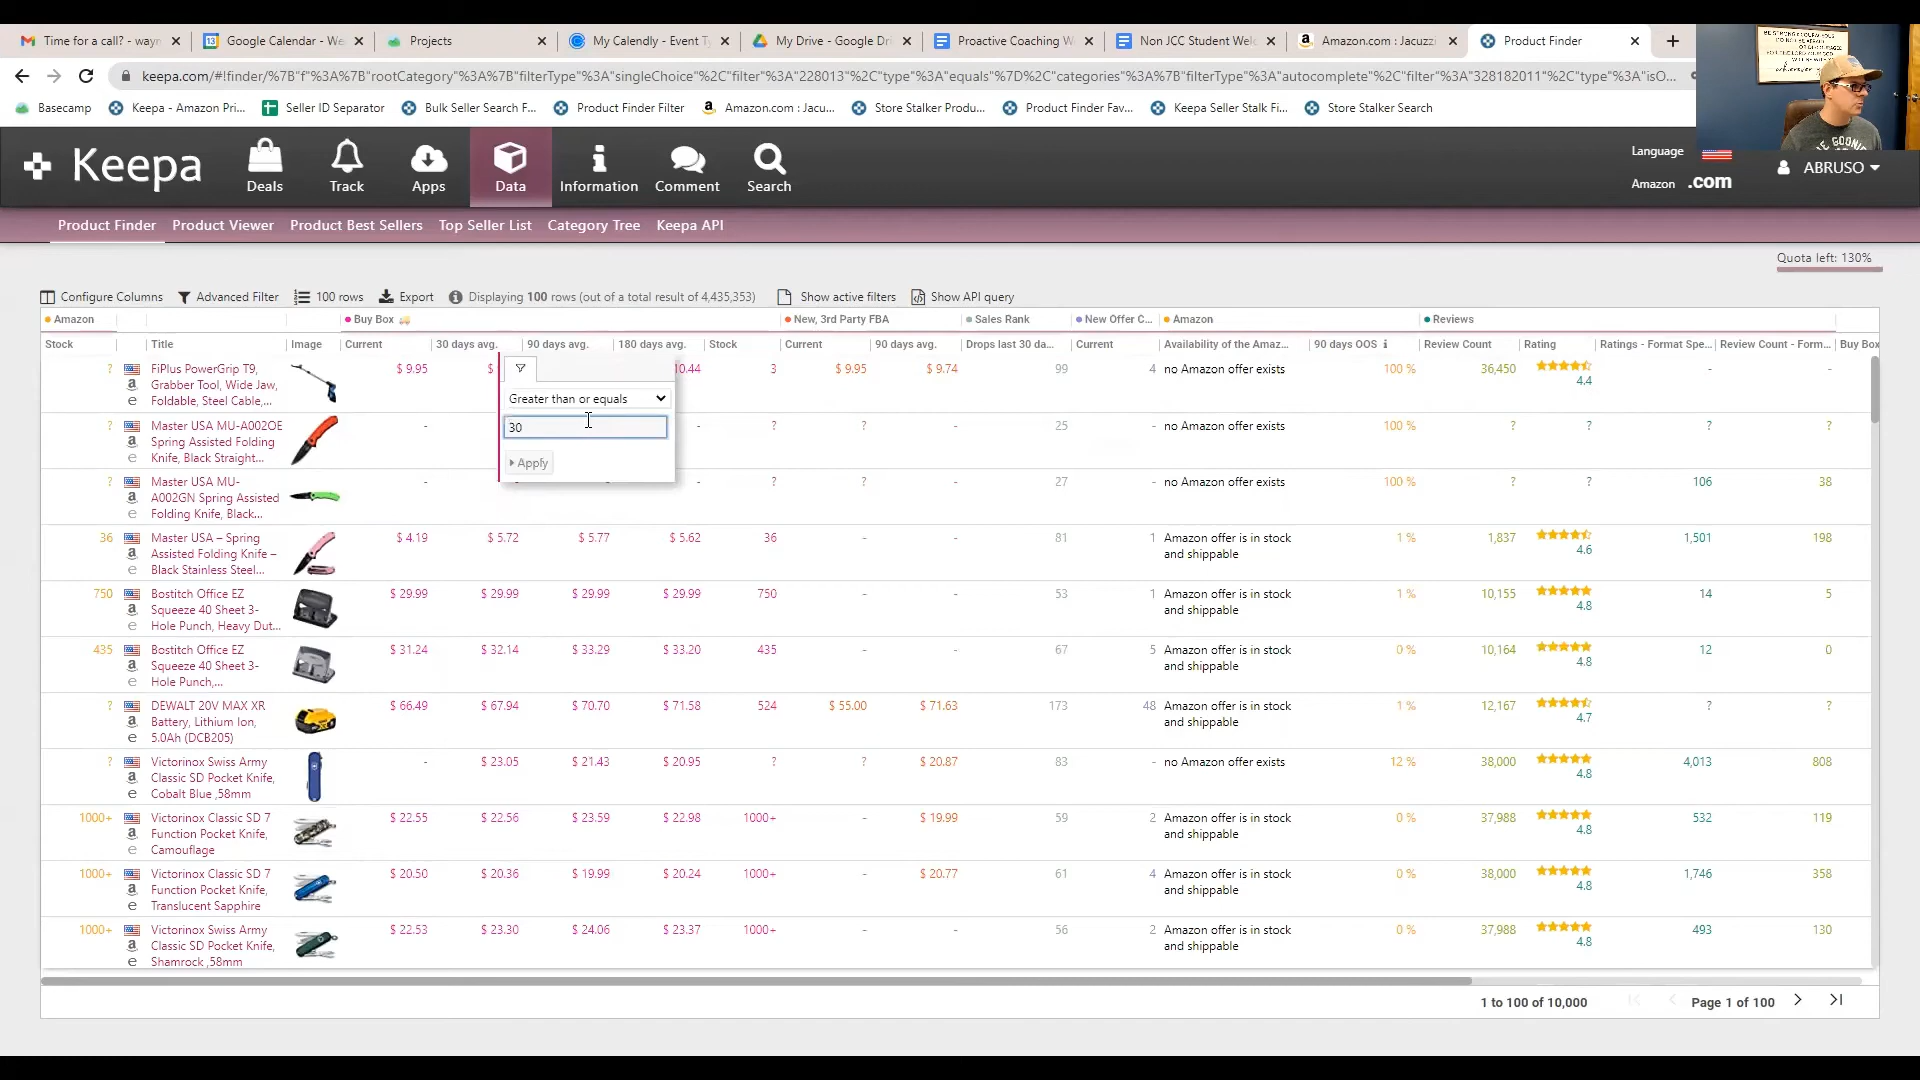 Time for a call? - wayn
Google Calendar - We
Projects
My Calendly - Event Ty
My Drive - Google Dri
Proactive Coaching W
Non JCC Student Welc
Amazon.com : Jacuzzi
Product Finder
keepa.com/#!finder/%7B"f"%3A%7B"rootCategory"%3A%7B"filterType"%3A"singleChoice"%2C"filter"%3A"228013"%2C"type"%3A"equals"%7D%2C"categories"%3A%7B"filterType"%3A"autocomplete"%2C"filter"%3A"328182011"%2C"type"%3A"isO...
Basecamp
Keepa - Amazon Pri...
Seller ID Separator
Bulk Seller Search F...
Product Finder Filter
Amazon.com : Jacu...
Store Stalker Produ...
Product Finder Fav...
Keepa Seller Stalk Fi...
Store Stalker Search
Keepa
Deals
Track
Apps
Data
Information
Comment
Search
Language
Amazon .com
ABRUSO
Product Finder Product Viewer Product Best Sellers Top Seller List Category Tree Keepa API
Quota left: 130%
Configure Columns Advanced Filter 100 rows Export Displaying 100 rows (out of a total result of 4,435,353) Show active filters Show API query
Amazon Buy Box New, 3rd Party FBA Sales Rank New Offer C... Amazon Reviews
Stock Title Image Current 30 days avg. 90 days avg. 180 days avg. Stock Current 90 days avg. Drops last 30 da... Current Availability of the Amaz... 90 days OOS Review Count Rating Ratings - Format Spe... Review Count - Form... Buy Box
? FiPlus PowerGrip T9, $ 9.95 $ 10.44 3 $ 9.95 $ 9.74 99 4 no Amazon offer exists 100 % 36,450 - -
Grabber Tool, Wide Jaw, 4.4
Foldable, Steel Cable,...
Greater than or equals
30
Apply
? Master USA MU-A002OE - - ? ? - 25 - no Amazon offer exists 100 % ? ? ? ?
Spring Assisted Folding
Knife, Black Straight...
? Master USA MU- - - ? ? - 27 - no Amazon offer exists 100 % ? ? 106 38
A002GN Spring Assisted
Folding Knife, Black...
36 Master USA – Spring $ 4.19 $ 5.72 $ 5.77 $ 5.62 36 - - 81 1 Amazon offer is in stock 1 % 1,837 1,501 198
Assisted Folding Knife – and shippable 4.6
Black Stainless Steel...
750 Bostitch Office EZ $ 29.99 $ 29.99 $ 29.99 $ 29.99 750 - - 53 1 Amazon offer is in stock 1 % 10,155 14 5
Squeeze 40 Sheet 3- and shippable 4.8
Hole Punch, Heavy Dut...
435 Bostitch Office EZ $ 31.24 $ 32.14 $ 33.29 $ 33.20 435 - - 67 5 Amazon offer is in stock 0 % 10,164 12 0
Squeeze 40 Sheet 3- and shippable 4.8
Hole Punch,...
? DEWALT 20V MAX XR $ 66.49 $ 67.94 $ 70.70 $ 71.58 524 $ 55.00 $ 71.63 173 48 Amazon offer is in stock 1 % 12,167 ? ?
Battery, Lithium Ion, and shippable 4.7
5.0Ah (DCB205)
? Victorinox Swiss Army - $ 23.05 $ 21.43 $ 20.95 ? ? $ 20.87 83 - no Amazon offer exists 12 % 38,000 4,013 808
Classic SD Pocket Knife, 4.8
Cobalt Blue ,58mm
1000+ Victorinox Classic SD 7 $ 22.55 $ 22.56 $ 23.59 $ 22.98 1000+ - $ 19.99 59 2 Amazon offer is in stock 0 % 37,988 532 119
Function Pocket Knife, and shippable 4.8
Camouflage
1000+ Victorinox Classic SD 7 $ 20.50 $ 20.36 $ 19.99 $ 20.24 1000+ - $ 20.77 61 4 Amazon offer is in stock 0 % 38,000 1,746 358
Function Pocket Knife, and shippable 4.8
Translucent Sapphire
1000+ Victorinox Swiss Army $ 22.53 $ 23.30 $ 24.06 $ 23.37 1000+ - - 56 2 Amazon offer is in stock 0 % 37,988 493 130
Classic SD Pocket Knife, and shippable 4.8
Shamrock ,58mm
1 to 100 of 10,000 Page 1 of 100